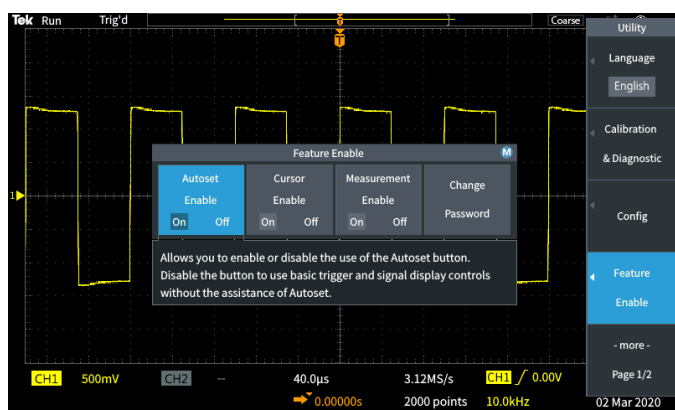 Tek Run Trig'd Coarse
T
Utility
Language
English
Calibration
& Diagnostic
Config
Feature
Enable
- more -
Page 1/2
Feature Enable M
Autoset Enable On Off
Cursor Enable On Off
Measurement Enable On Off
Change Password
Allows you to enable or disable the use of the Autoset button.
Disable the button to use basic trigger and signal display controls
without the assistance of Autoset.
1
CH1 500mV CH2 -- 40.0µs 3.12MS/s CH1 0.00V
0.00000s 2000 points 10.0kHz 02 Mar 2020